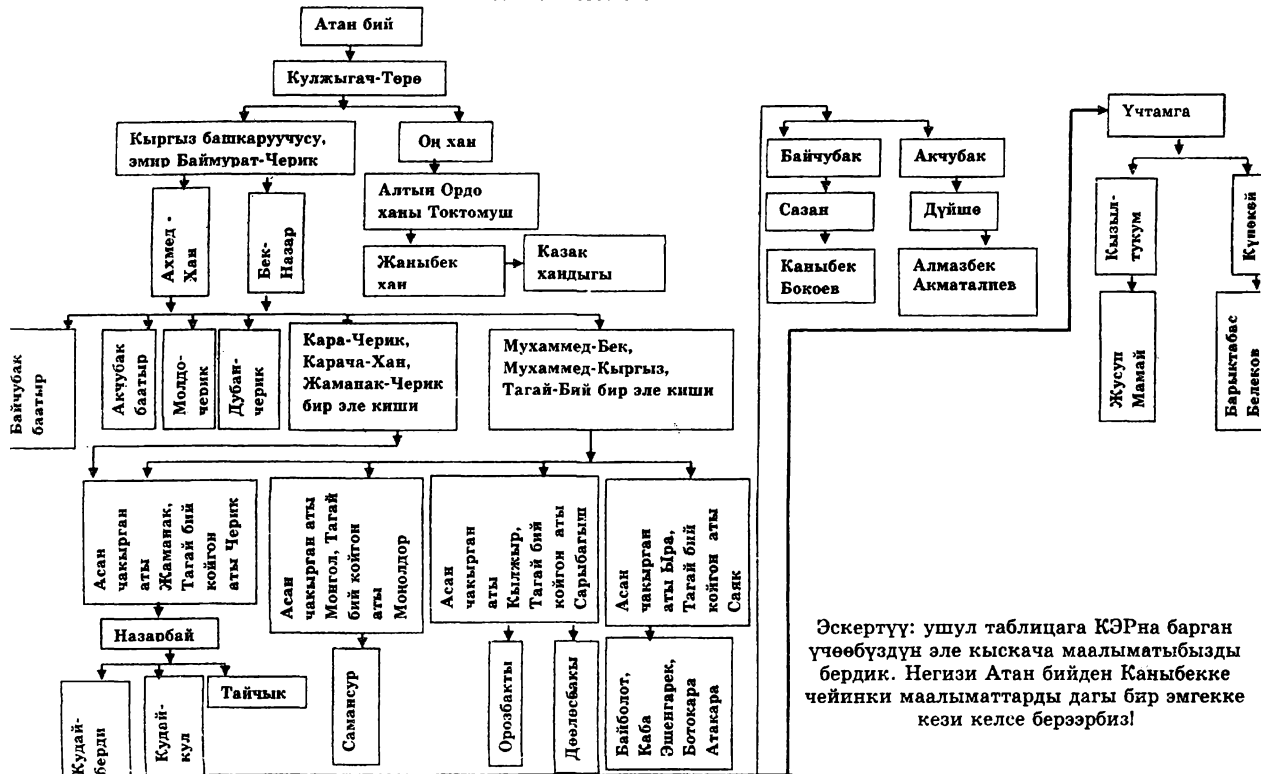 Атан бий
Кулжыгач-Төрө
Кыргыз башкаруучусу,
эмир Баймурат-Черик
Оң хан
Ахмед -
Хан
Бек-
Назар
Алтын Ордо
ханы Токтомуш
Жаныбек
хан
Казак
хандыгы
Байчубак
баатыр
Акчубак
баатыр
Молдо-
черик
Дубан-
черик
Кара-Черик,
Карача-Хан,
Жаманак-Черик
бир эле киши
Мухаммед-Бек,
Мухаммед-Кыргыз,
Тагай-Бий бир эле киши
Асан
чакырган
аты
Жаманак,
Тагай бий
койгон
аты Черик
Асан
чакырган аты
Монгол, Тагай
бий койгон
аты
Моңолдор
Асан
чакырган
аты
Кылжыр,
Тагай бий
койгон аты
Сарыбагыш
Асан
чакырган
аты Ыра,
Тагай бий
койгон аты
Саяк
Назарбай
Кудай-
берди
Кудай-
кул
Тайчык
Самансур
Орозбакты
Дөөлөсбакы
Байболот,
Каба
Эшенгарек,
Ботокара
Атакара
Байчубак
Акчубак
Сазан
Дүйшө
Каныбек
Бокоев
Алмазбек
Акматалиев
Үчтамга
Кызыл-
тукум
Күнөкөй
Жусуп
Мамай
Барыктабас
Белеков
Эскертүү: ушул таблицага КЭРна барган
үчөөбүздүн эле кыскача маалыматыбызды
бердик. Негизи Атан бийден Каныбекке
чейинки маалыматтарды дагы бир эмгекке
кези келсе берээрбиз!